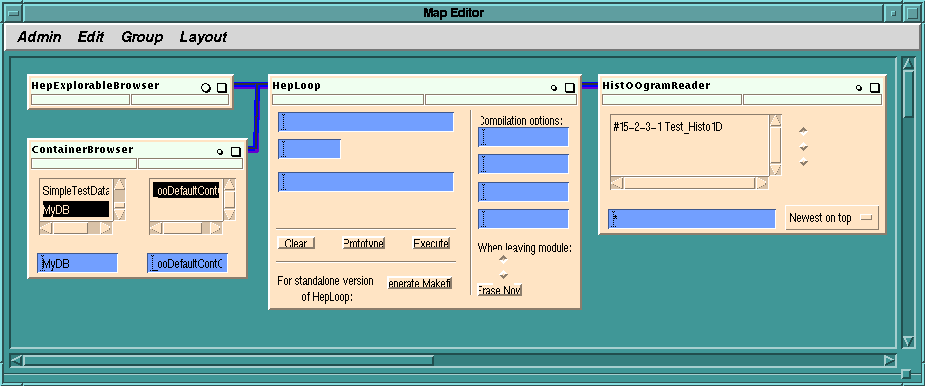 Map Editor
Admin Edit Group Layout
HepExplorableBrowser
ContainerBrowser
SimpleTestData
MyDB
_ooDefaultCont
MyDB
_ooDefaultContC
HepLoop
Clear
Prototype
Execute
For standalone version
of HepLoop:
enerate Makefi
Compilation options:
When leaving module:
Erase Now
HistOOgramReader
#15-2-3-1 Test_Histo1D
*
Newest on top